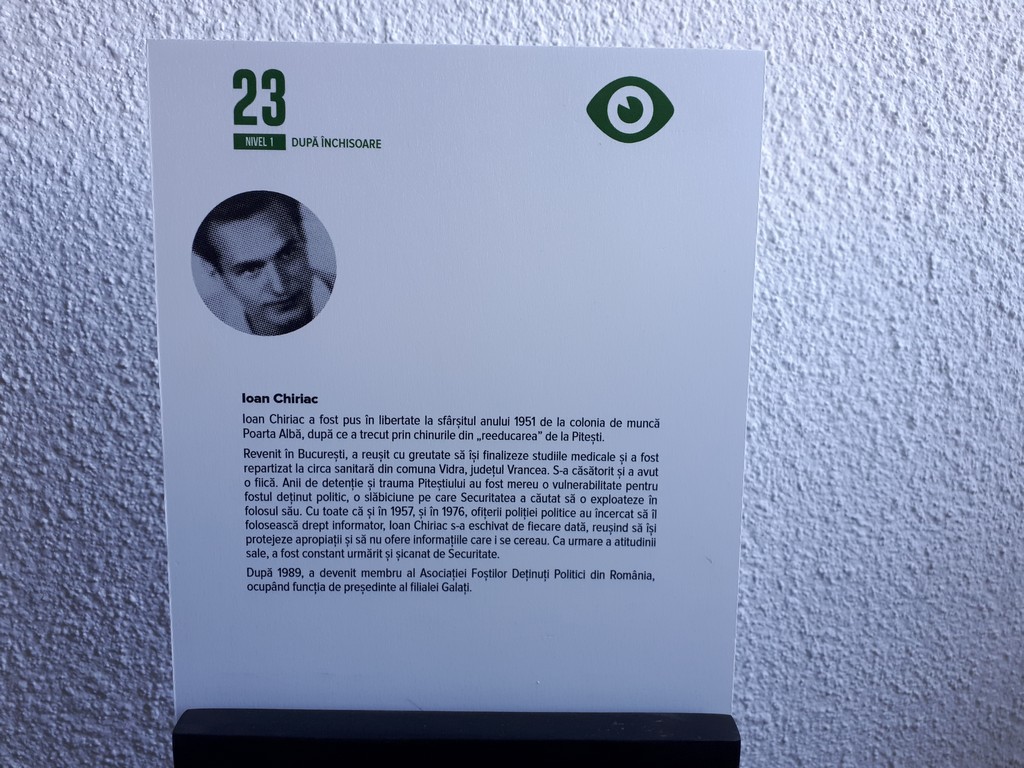 23
NIVEL 1 DUPĂ ÎNCHISOARE
Ioan Chiriac
Ioan Chiriac a fost pus în libertate la sfârșitul anului 1951 de la colonia de muncă
Poarta Albă, după ce a trecut prin chinurile din „reeducarea” de la Pitești.
Revenit în București, a reușit cu greutate să își finalizeze studiile medicale și a fost
repartizat la circa sanitară din comuna Vidra, județul Vrancea. S-a căsătorit și a avut
o fiică. Anii de detenție și trauma Piteștiului au fost mereu o vulnerabilitate pentru
fostul deținut politic, o slăbiciune pe care Securitatea a căutat să o exploateze în
folosul său. Cu toate că și în 1957, și în 1976, ofițerii poliției politice au încercat să îl
folosească drept informator, Ioan Chiriac s-a eschivat de fiecare dată, reușind să își
protejeze apropiații și să nu ofere informațiile care i se cereau. Ca urmare a atitudinii
sale, a fost constant urmărit și șicanat de Securitate.
După 1989, a devenit membru al Asociației Foștilor Deținuți Politici din România,
ocupând funcția de președinte al filialei Galați.